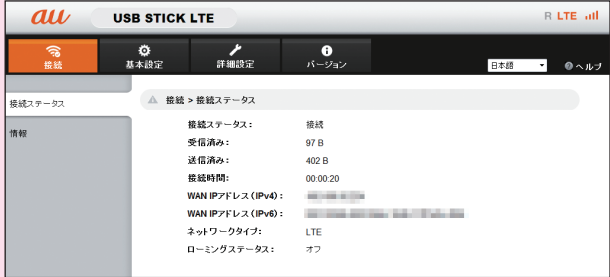 au USB STICK LTE R LTE
接続 基本設定 詳細設定 バージョン 日本語 ヘルプ
接続ステータス
情報
接続 > 接続ステータス
接続ステータス： 接続
受信済み： 97 B
送信済み： 402 B
接続時間： 00:00:20
WAN IPアドレス（IPv4）：
WAN IPアドレス（IPv6）：
ネットワークタイプ： LTE
ローミングステータス： オフ